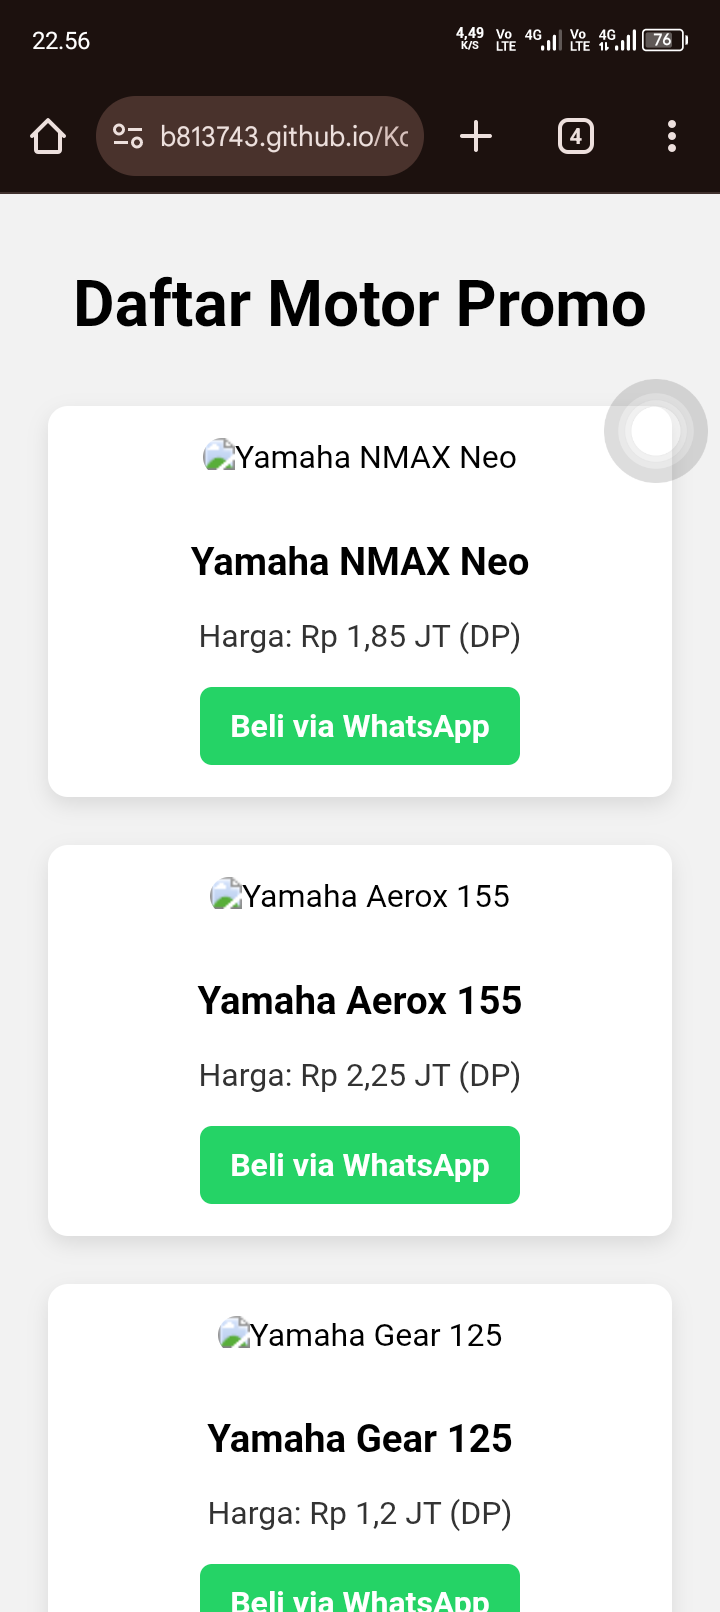 22.56 4,49 K/S Vo LTE 4G Vo LTE 4G 76
b813743.github.io/Kc 4
Daftar Motor Promo
Yamaha NMAX Neo
Yamaha NMAX Neo
Harga: Rp 1,85 JT (DP)
Beli via WhatsApp
Yamaha Aerox 155
Yamaha Aerox 155
Harga: Rp 2,25 JT (DP)
Beli via WhatsApp
Yamaha Gear 125
Yamaha Gear 125
Harga: Rp 1,2 JT (DP)
Beli via WhatsApp